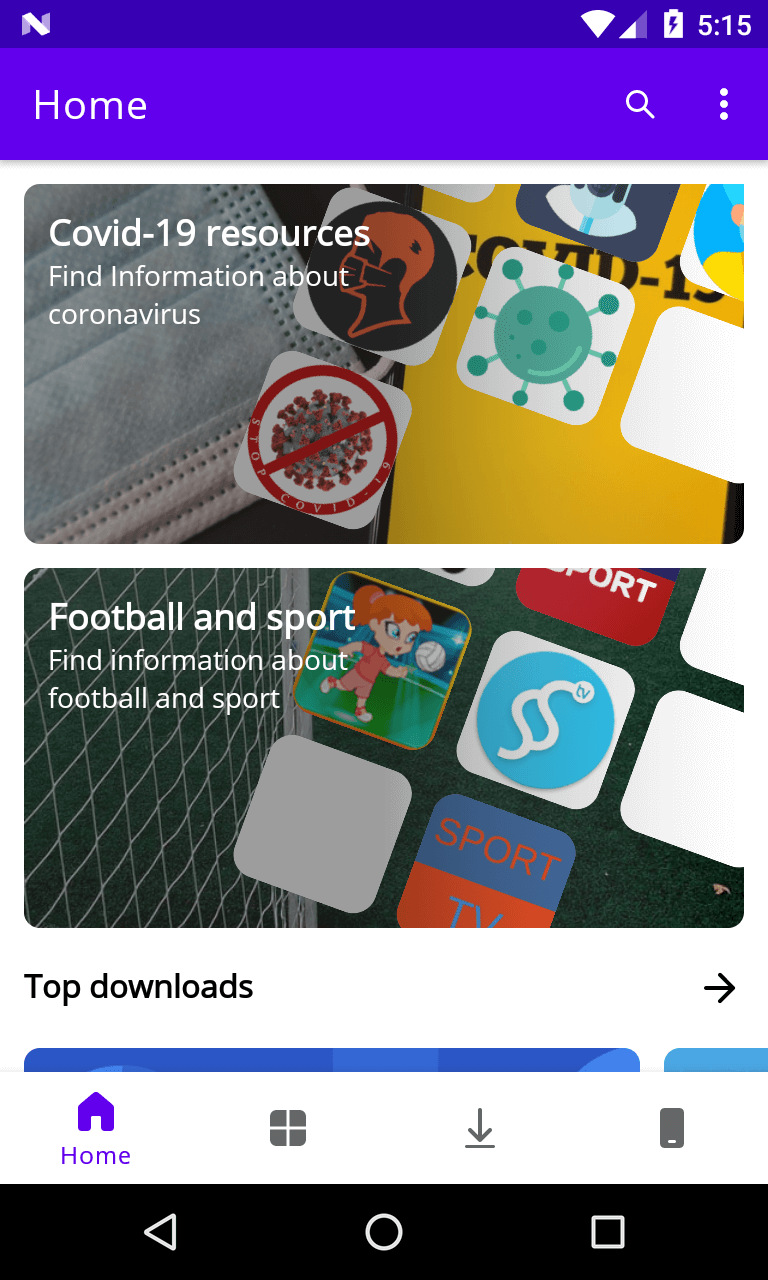 5:15
Home
Covid-19 resources
Find Information about
coronavirus
COVID-19
STOP COVID-19
Football and sport
Find information about
football and sport
SPORT
tv
SPORT
TV
Top downloads
Home